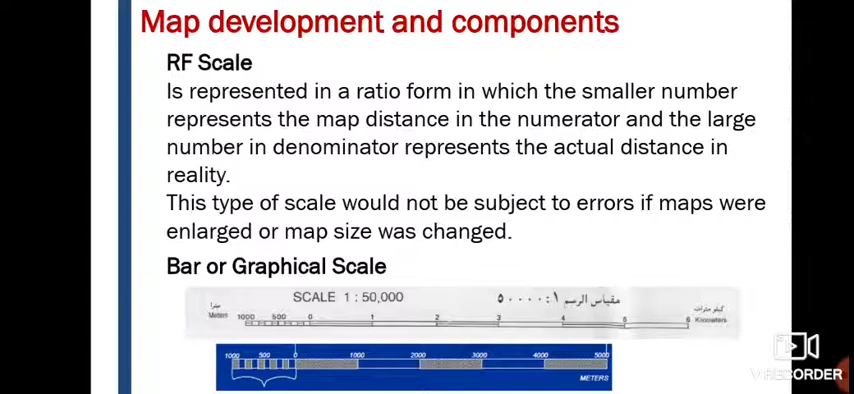 Map development and components
RF Scale
Is represented in a ratio form in which the smaller number
represents the map distance in the numerator and the large
number in denominator represents the actual distance in
reality.
This type of scale would not be subject to errors if maps were
enlarged or map size was changed.
Bar or Graphical Scale
SCALE 1 : 50,000
مقياس الرسم ١ : ٥٠٠٠٠
مترا
كيلو مترات
Meters 1000 500 0 1 2 3 4 5 6 Kilometers
1000 500 0 1000 2000 3000 4000 5000
METERS
V.RECORDER